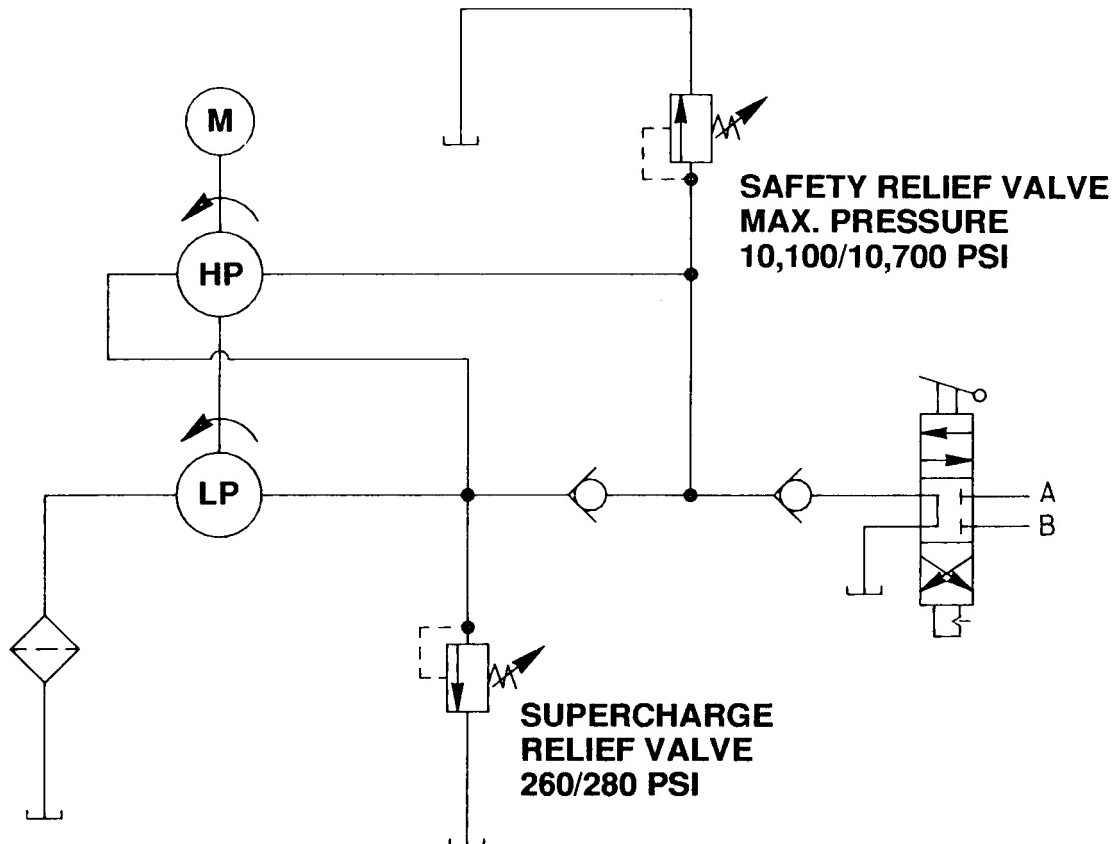 M
SAFETY RELIEF VALVE
MAX. PRESSURE
10,100/10,700 PSI
HP
LP
A
B
SUPERCHARGE
RELIEF VALVE
260/280 PSI